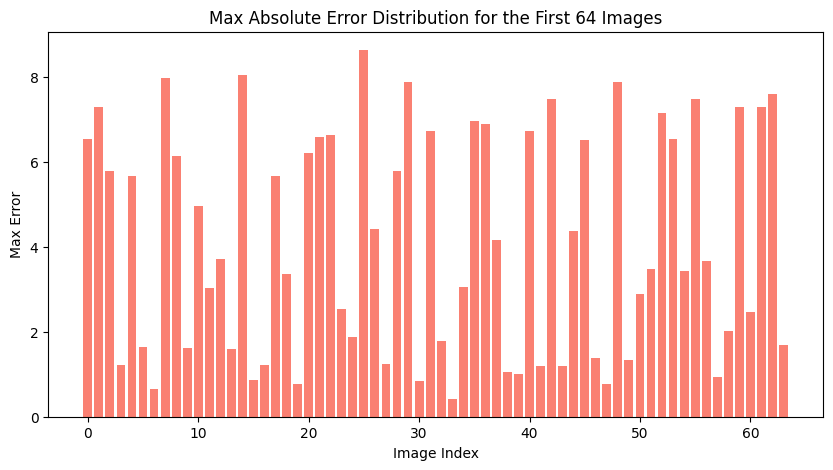 Max Absolute Error Distribution for the First 64 Images
Max Error
8
6
4
2
0
0 10 20 30 40 50 60
Image Index